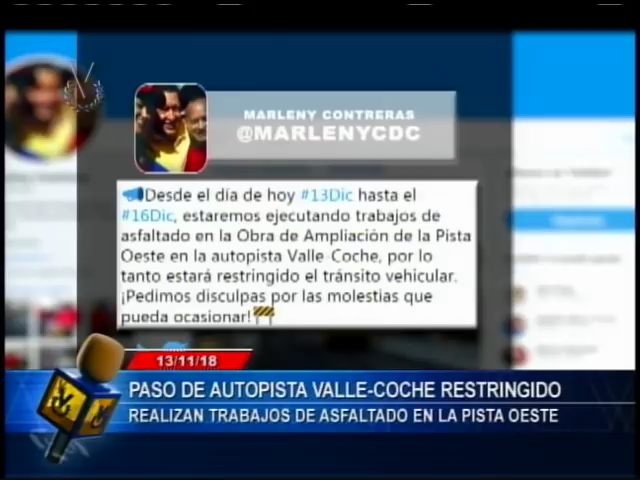 MARLENY CONTRERAS
@MARLENYCDC
Desde el día de hoy #13Dic hasta el
#16Dic, estaremos ejecutando trabajos de
asfaltado en la Obra de Ampliación de la Pista
Oeste en la autopista Valle-Coche, por lo
tanto estará restringido el tránsito vehicular.
¡Pedimos disculpas por las molestias que
pueda ocasionar!
13/11/18
PASO DE AUTOPISTA VALLE-COCHE RESTRINGIDO
REALIZAN TRABAJOS DE ASFALTADO EN LA PISTA OESTE